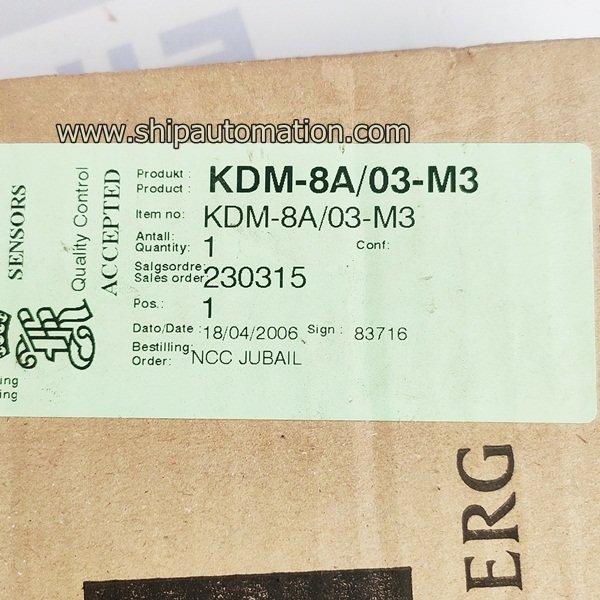 www.shipautomation.com
SENSORS
Quality Control
ACCEPTED
Produkt :
Product : KDM-8A/03-M3
Item no: KDM-8A/03-M3
Antall:
Quantity: 1 Conf:
Salgsordre:
Sales order: 230315
Pos.: 1
Dato/Date : 18/04/2006 Sign : 83716
Bestilling:
Order: NCC JUBAIL
ERG